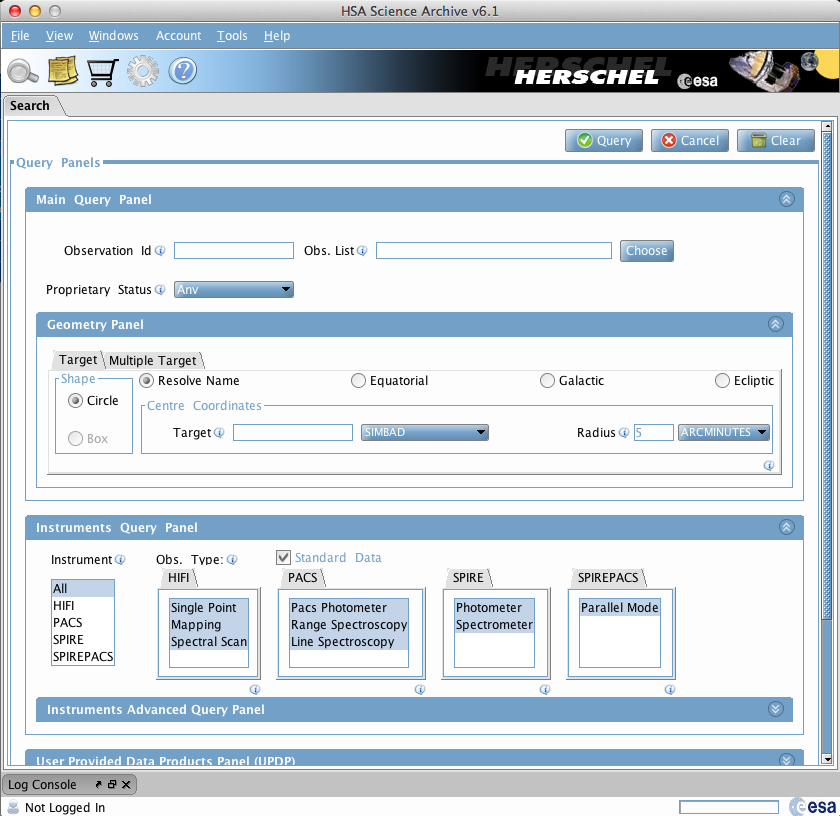 HSA Science Archive v6.1
File View Windows Account Tools Help
HERSCHEL
HERSCHEL esa
Search
Query Cancel Clear
Query Panels
Main Query Panel
Observation Id Obs. List Choose
Proprietary Status Any
Geometry Panel
Target Multiple Target
Shape Resolve Name Equatorial Galactic Ecliptic
Circle
Centre Coordinates
Target SIMBAD Radius 5 ARCMINUTES
Box
Instruments Query Panel
Instrument Obs. Type: Standard Data
HIFI PACS SPIRE SPIREPACS
All
HIFI Single Point Pacs Photometer Photometer Parallel Mode
PACS Mapping Range Spectroscopy Spectrometer
SPIRE Spectral Scan Line Spectroscopy
SPIREPACS
Instruments Advanced Query Panel
User Provided Data Products Panel (UPDP)
Log Console
Not Logged In esa